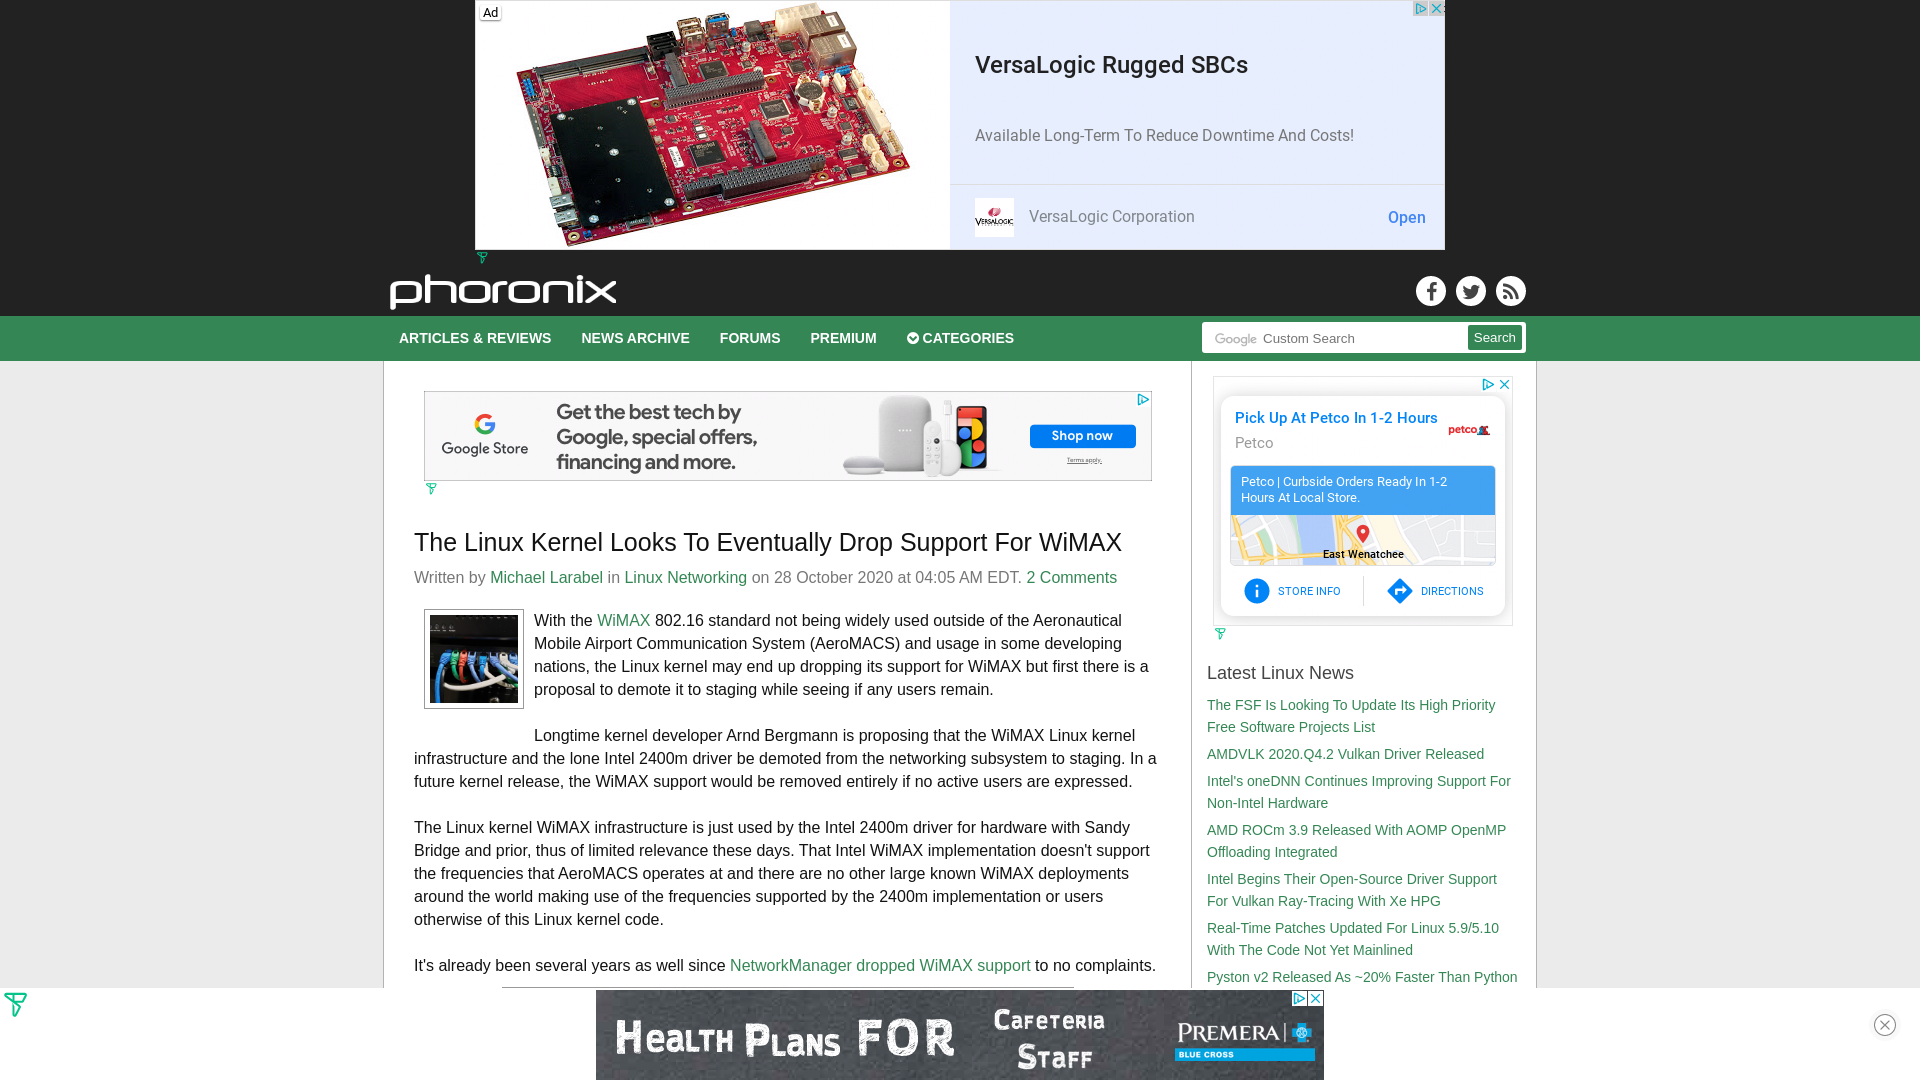 Ad
VersaLogic Rugged SBCs
Available Long-Term To Reduce Downtime And Costs!
VERSALOGIC
VersaLogic Corporation
Open
phoronix
ARTICLES & REVIEWS
NEWS ARCHIVE
FORUMS
PREMIUM
CATEGORIES
Google Custom Search
Search
Google Store
Get the best tech by
Google, special offers,
financing and more.
Shop now
Terms apply.
The Linux Kernel Looks To Eventually Drop Support For WiMAX
Written by Michael Larabel in Linux Networking on 28 October 2020 at 04:05 AM EDT. 2 Comments
With the WiMAX 802.16 standard not being widely used outside of the Aeronautical
Mobile Airport Communication System (AeroMACS) and usage in some developing
nations, the Linux kernel may end up dropping its support for WiMAX but first there is a
proposal to demote it to staging while seeing if any users remain.
Longtime kernel developer Arnd Bergmann is proposing that the WiMAX Linux kernel
infrastructure and the lone Intel 2400m driver be demoted from the networking subsystem to staging. In a
future kernel release, the WiMAX support would be removed entirely if no active users are expressed.
The Linux kernel WiMAX infrastructure is just used by the Intel 2400m driver for hardware with Sandy
Bridge and prior, thus of limited relevance these days. That Intel WiMAX implementation doesn't support
the frequencies that AeroMACS operates at and there are no other large known WiMAX deployments
around the world making use of the frequencies supported by the 2400m implementation or users
otherwise of this Linux kernel code.
It's already been several years as well since NetworkManager dropped WiMAX support to no complaints.
Pick Up At Petco In 1-2 Hours
Petco
petco
Petco | Curbside Orders Ready In 1-2
Hours At Local Store.
East Wenatchee
STORE INFO
DIRECTIONS
Latest Linux News
The FSF Is Looking To Update Its High Priority
Free Software Projects List
AMDVLK 2020.Q4.2 Vulkan Driver Released
Intel's oneDNN Continues Improving Support For
Non-Intel Hardware
AMD ROCm 3.9 Released With AOMP OpenMP
Offloading Integrated
Intel Begins Their Open-Source Driver Support
For Vulkan Ray-Tracing With Xe HPG
Real-Time Patches Updated For Linux 5.9/5.10
With The Code Not Yet Mainlined
Pyston v2 Released As ~20% Faster Than Python
Health Plans FOR
Cafeteria
Staff
PREMERA
BLUE CROSS